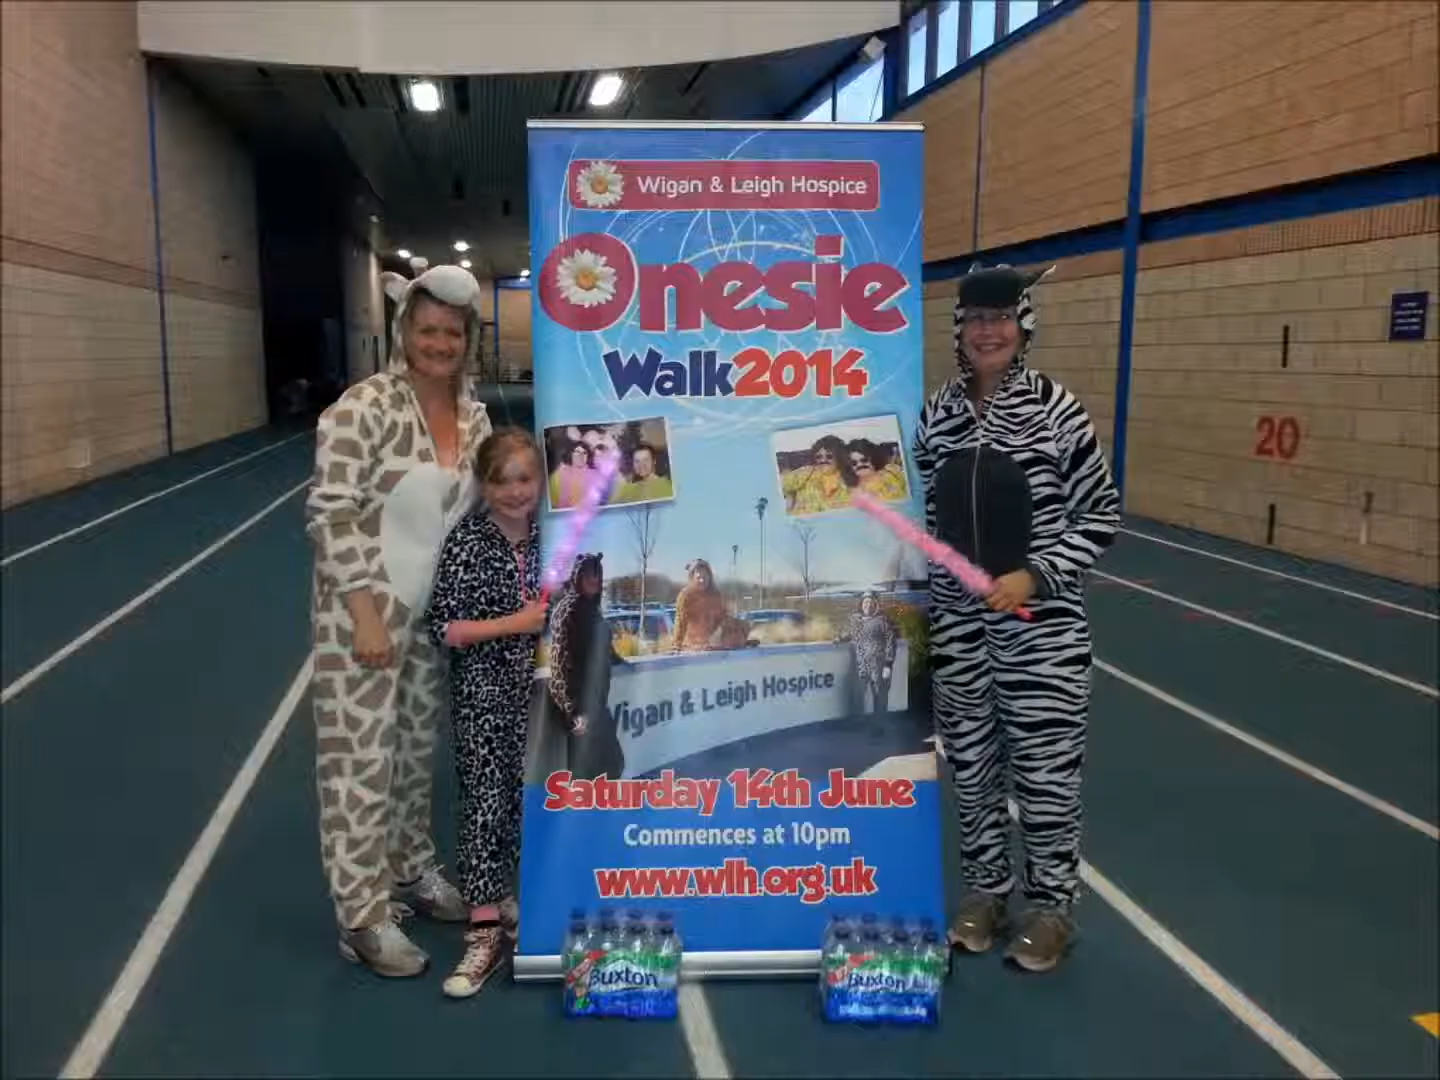 Wigan & Leigh Hospice
Onesie
Walk2014
20
Wigan & Leigh Hospice
Saturday 14th June
Commences at 10pm
www.wlh.org.uk
Buxton
Buxton